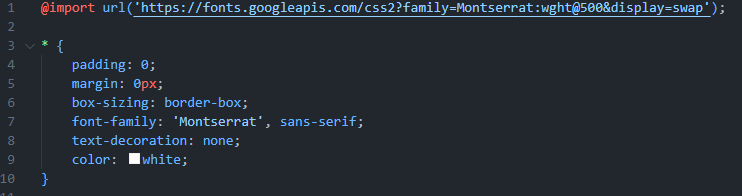 1 @import url('https://fonts.googleapis.com/css2?family=Montserrat:wght@500&display=swap');
2
3 * {
4 padding: 0;
5 margin: 0px;
6 box-sizing: border-box;
7 font-family: 'Montserrat', sans-serif;
8 text-decoration: none;
9 color: white;
10 }